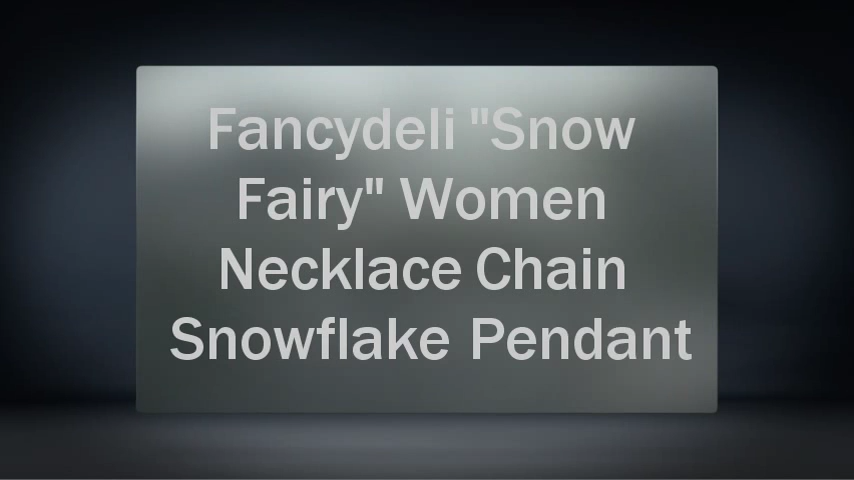 Fancydeli "Snow
Fairy" Women
Necklace Chain
Snowflake Pendant